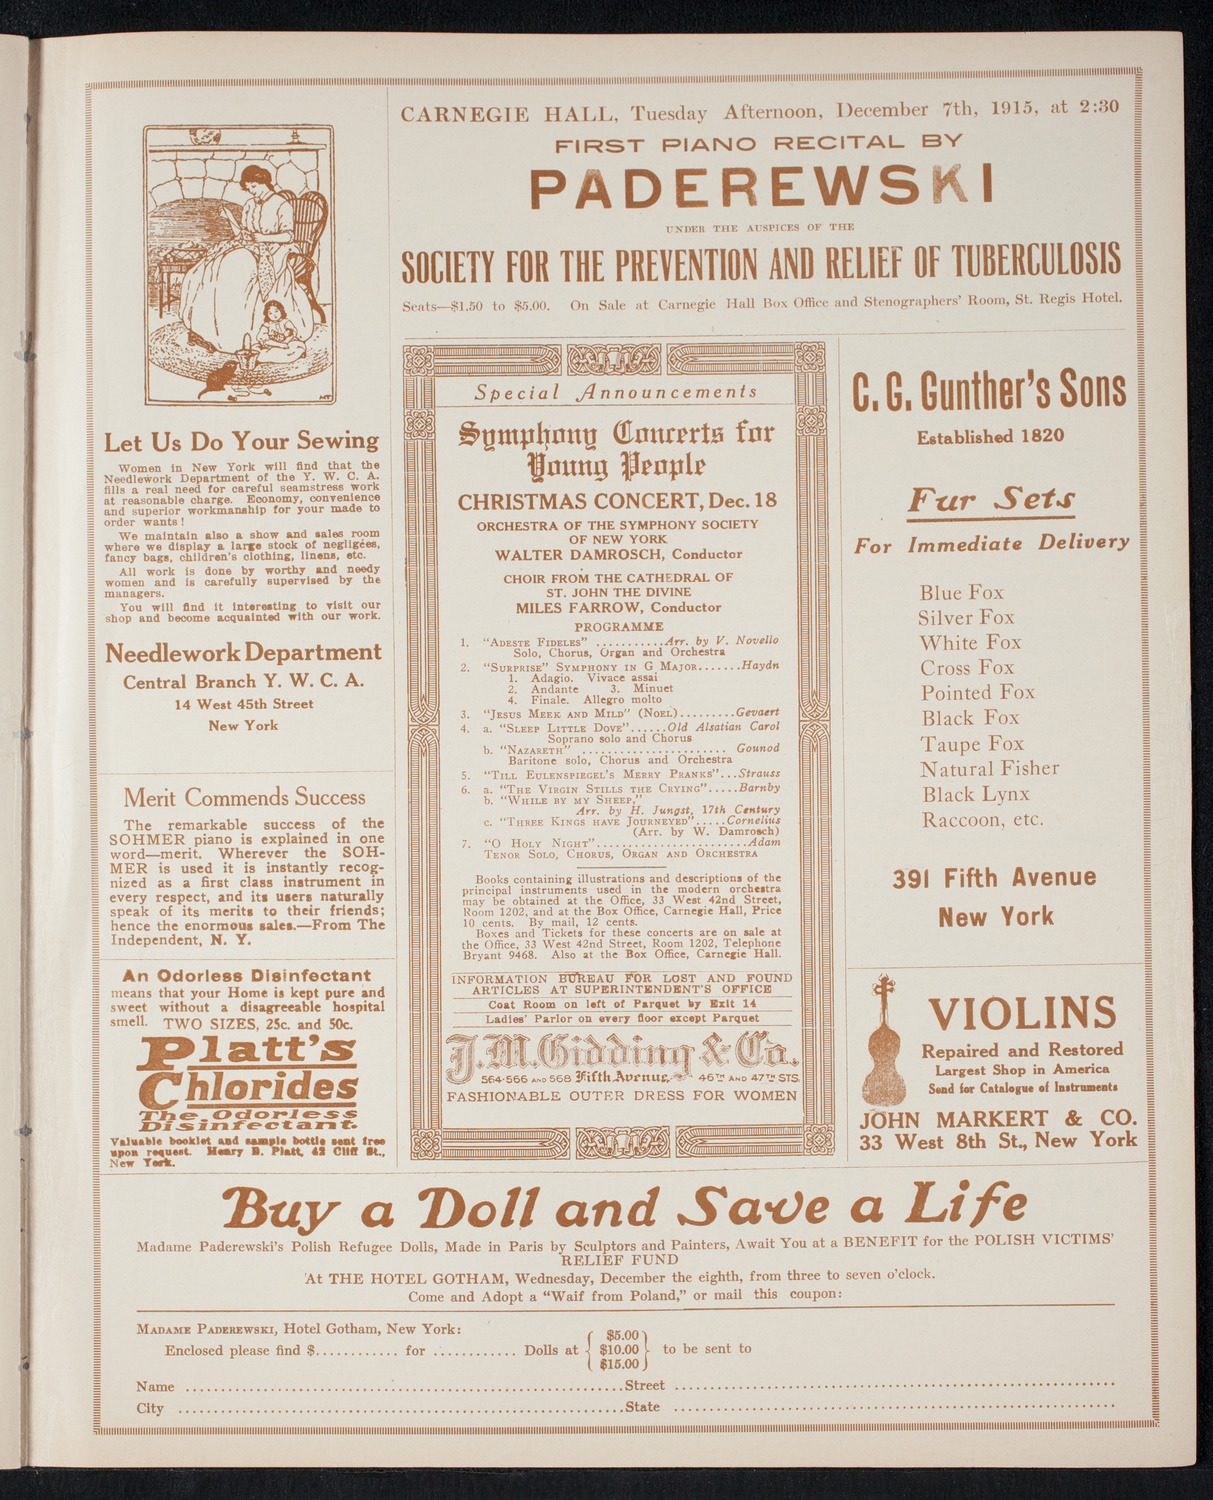 CARNEGIE HALL, Tuesday Afternoon, December 7th, 1915, at 2:30
FIRST PIANO RECITAL BY
PADEREWSKI
UNDER THE AUSPICES OF THE
SOCIETY FOR THE PREVENTION AND RELIEF OF TUBERCULOSIS
Seats—$1.50 to $5.00. On Sale at Carnegie Hall Box Office and Stenographers' Room, St. Regis Hotel.
Let Us Do Your Sewing
Women in New York will find that the
Needlework Department of the Y. W. C. A.
fills a real need for careful seamstress work
at reasonable charge. Economy, convenience
and superior workmanship for your made to
order wants!
We maintain also a show and sales room
where we display a large stock of negligées,
fancy bags, children's clothing, linens, etc.
All work is done by worthy and needy
women and is carefully supervised by the
managers.
You will find it interesting to visit our
shop and become acquainted with our work.
Needlework Department
Central Branch Y. W. C. A.
14 West 45th Street
New York
Merit Commends Success
The remarkable success of the
SOHMER piano is explained in one
word—merit. Wherever the SOH-
MER is used it is instantly recog-
nized as a first class instrument in
every respect, and its users naturally
speak of its merits to their friends;
hence the enormous sales.—From The
Independent, N. Y.
An Odorless Disinfectant
means that your Home is kept pure and
sweet without a disagreeable hospital
smell. TWO SIZES, 25c. and 50c.
Platt's
Chlorides
The Odorless
Disinfectant.
Valuable booklet and sample bottle sent free
upon request. Henry B. Platt, 42 Cliff St.,
New York.
Special Announcements
Symphony Concerts for
Young People
CHRISTMAS CONCERT, Dec. 18
ORCHESTRA OF THE SYMPHONY SOCIETY
OF NEW YORK
WALTER DAMROSCH, Conductor
CHOIR FROM THE CATHEDRAL OF
ST. JOHN THE DIVINE
MILES FARROW, Conductor
PROGRAMME
1. "ADESTE FIDELES" ...........Arr. by V. Novello
Solo, Chorus, Organ and Orchestra
2. "SURPRISE" SYMPHONY IN G MAJOR.......Haydn
1. Adagio. Vivace assai
2. Andante 3. Minuet
4. Finale. Allegro molto
3. "JESUS MEEK AND MILD" (NOEL).........Gevaert
4. a. "SLEEP LITTLE DOVE"......Old Alsatian Carol
Soprano solo and Chorus
b. "NAZARETH" ...................... Gounod
Baritone solo, Chorus and Orchestra
5. "TILL EULENSPIEGEL'S MERRY PRANKS"...Strauss
6. a. "THE VIRGIN STILLS THE CRYING".....Barnby
b. "WHILE BY MY SHEEP,"
Arr. by H. Jungst, 17th Century
c. "THREE KINGS HAVE JOURNEYED".....Cornelius
(Arr. by W. Damrosch)
7. "O HOLY NIGHT".......................Adam
TENOR SOLO, CHORUS, ORGAN AND ORCHESTRA
Books containing illustrations and descriptions of the
principal instruments used in the modern orchestra
may be obtained at the Office, 33 West 42nd Street,
Room 1202, and at the Box Office, Carnegie Hall, Price
10 cents. By mail, 12 cents.
Boxes and Tickets for these concerts are on sale at
the Office, 33 West 42nd Street, Room 1202, Telephone
Bryant 9468. Also at the Box Office, Carnegie Hall.
INFORMATION BUREAU FOR LOST AND FOUND
ARTICLES AT SUPERINTENDENT'S OFFICE
Coat Room on left of Parquet by Exit 14
Ladies' Parlor on every floor except Parquet
J.M.Gidding & Co.
564-566 AND 568 Fifth Avenue, 46TH AND 47TH STS.
FASHIONABLE OUTER DRESS FOR WOMEN
C. G. Gunther's Sons
Established 1820
Fur Sets
For Immediate Delivery
Blue Fox
Silver Fox
White Fox
Cross Fox
Pointed Fox
Black Fox
Taupe Fox
Natural Fisher
Black Lynx
Raccoon, etc.
391 Fifth Avenue
New York
VIOLINS
Repaired and Restored
Largest Shop in America
Send for Catalogue of Instruments
JOHN MARKERT & CO.
33 West 8th St., New York
Buy a Doll and Save a Life
Madame Paderewski's Polish Refugee Dolls, Made in Paris by Sculptors and Painters, Await You at a BENEFIT for the POLISH VICTIMS'
RELIEF FUND
At THE HOTEL GOTHAM, Wednesday, December the eighth, from three to seven o'clock.
Come and Adopt a "Waif from Poland," or mail this coupon:
MADAME PADEREWSKI, Hotel Gotham, New York:
Enclosed please find $............ for ............ Dolls at { $5.00 $10.00 $15.00 } to be sent to
Name ............................Street ............................
City ............................State ............................